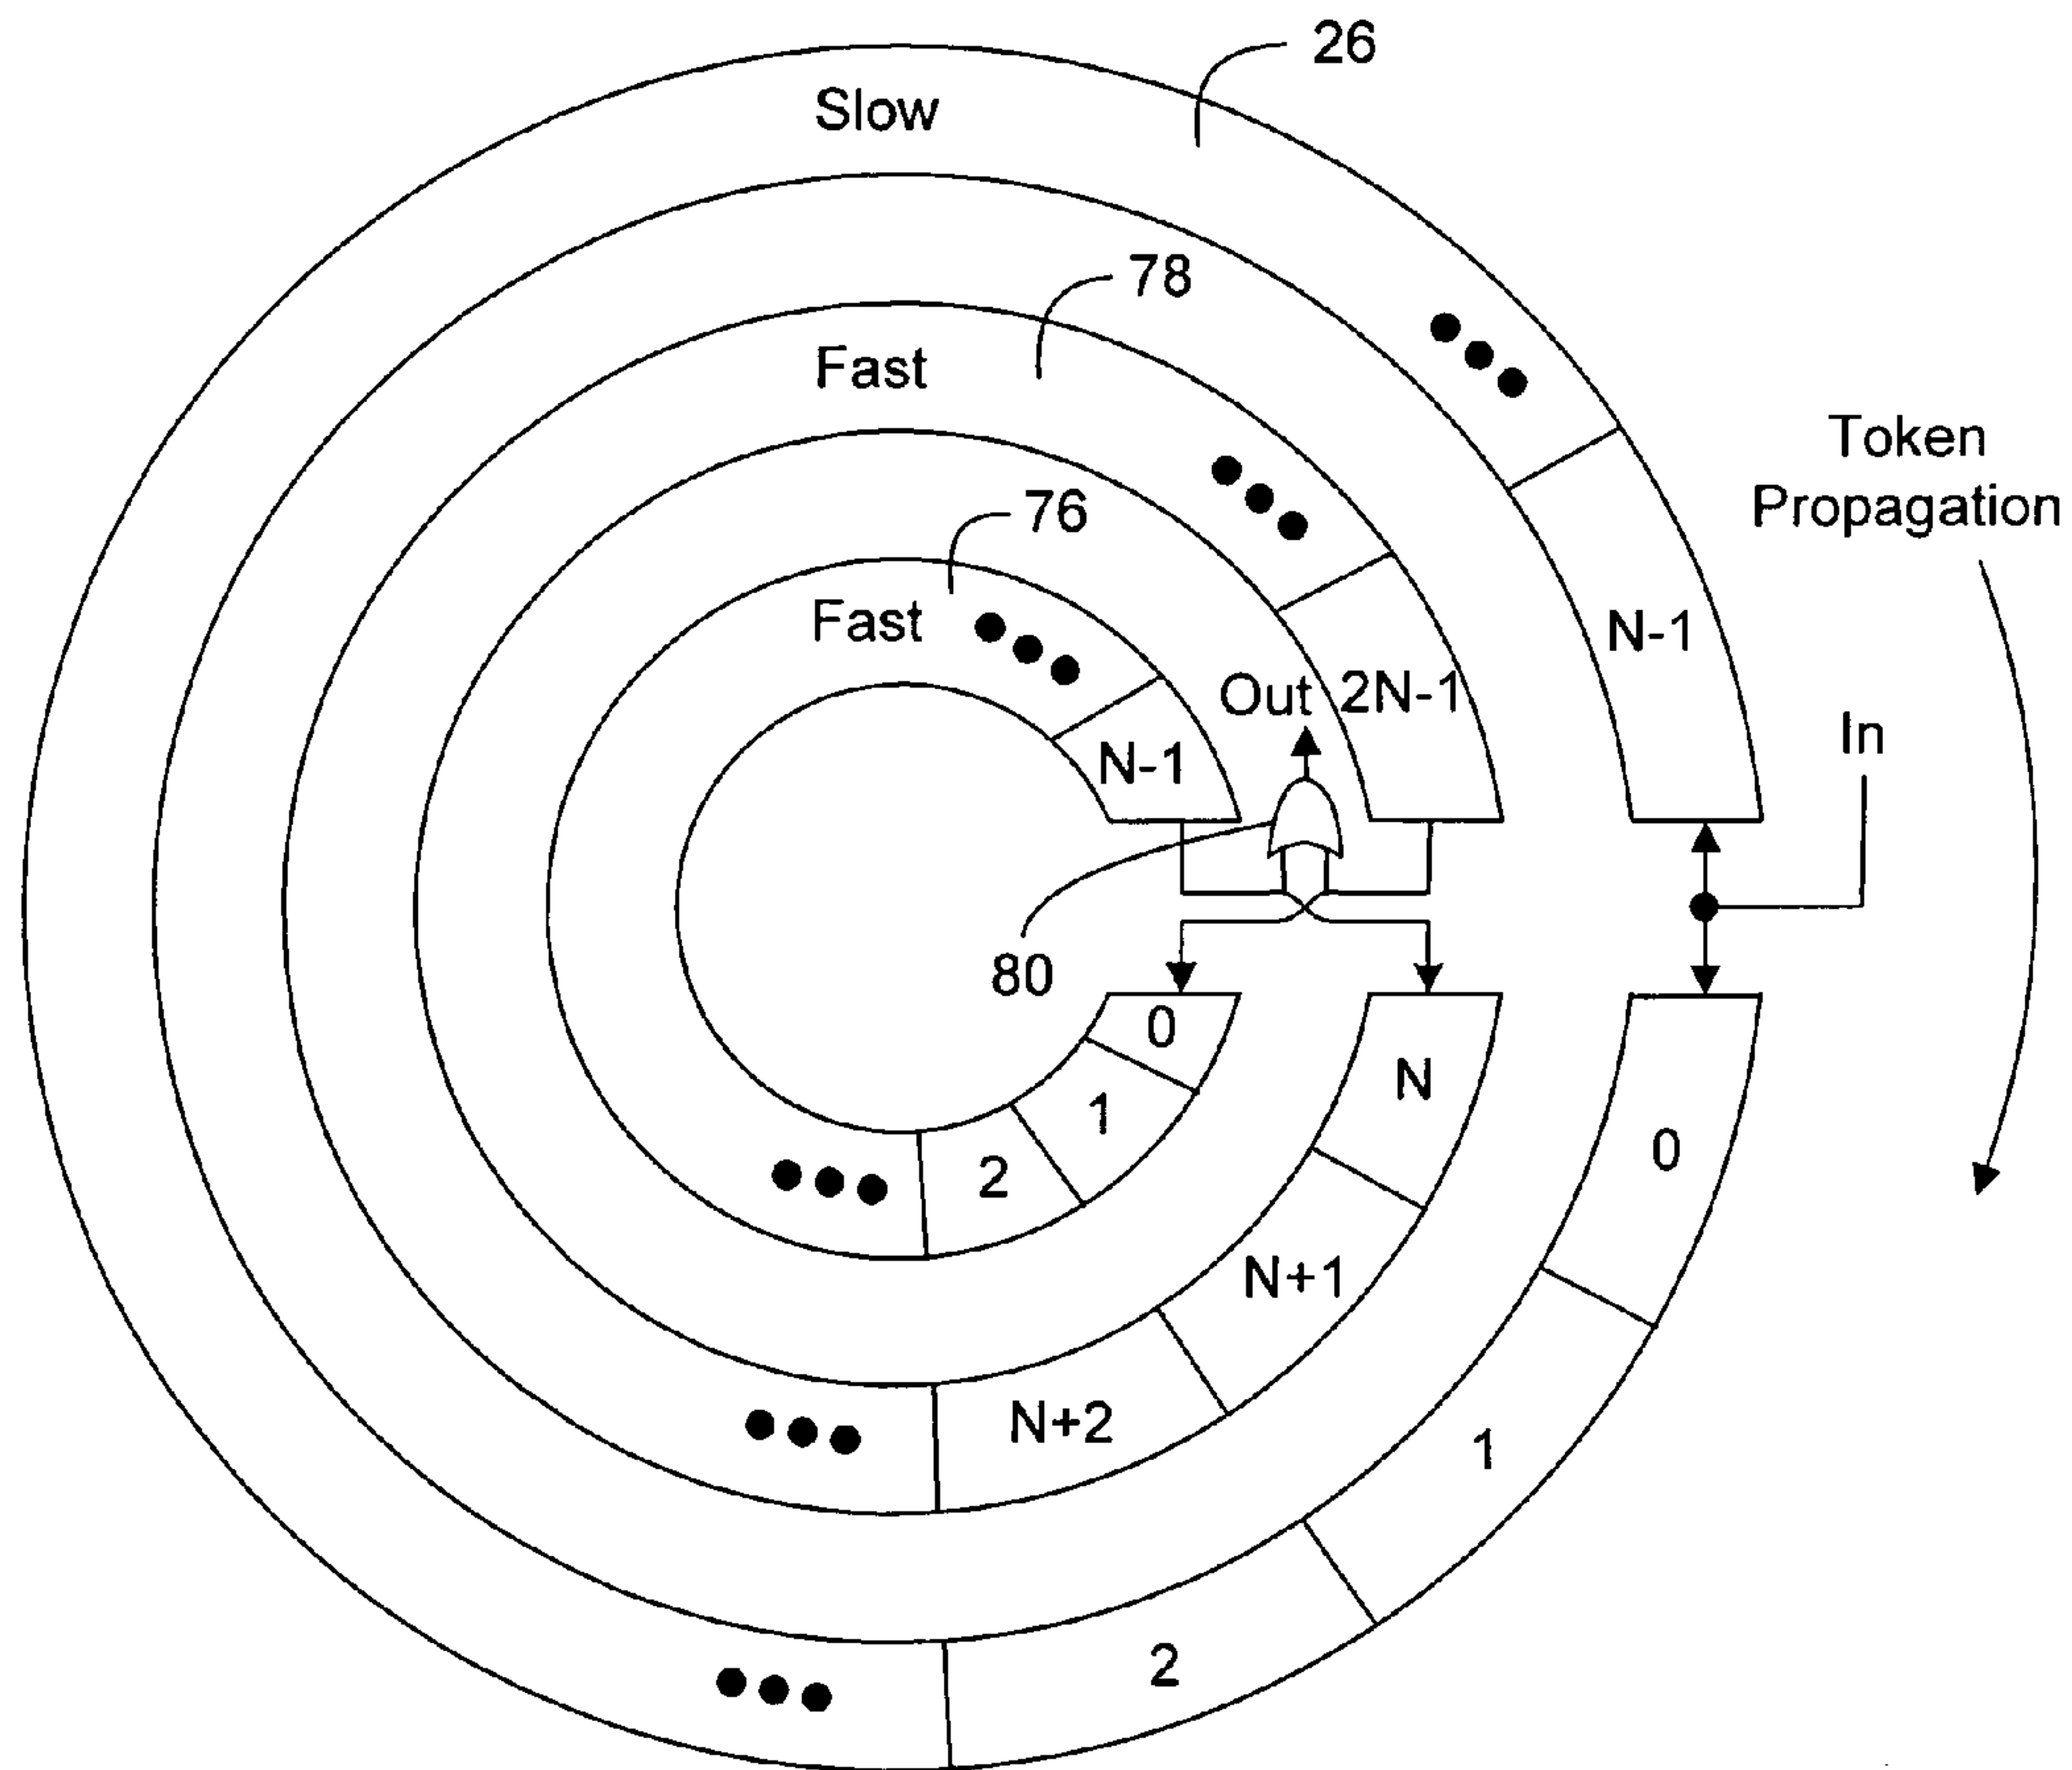 26
Slow
78
Fast
Token
Propagation
76
Fast
N-1
Out
2N-1
In
N-1
80
0
N
0
1
2
N+1
N+2
1
2